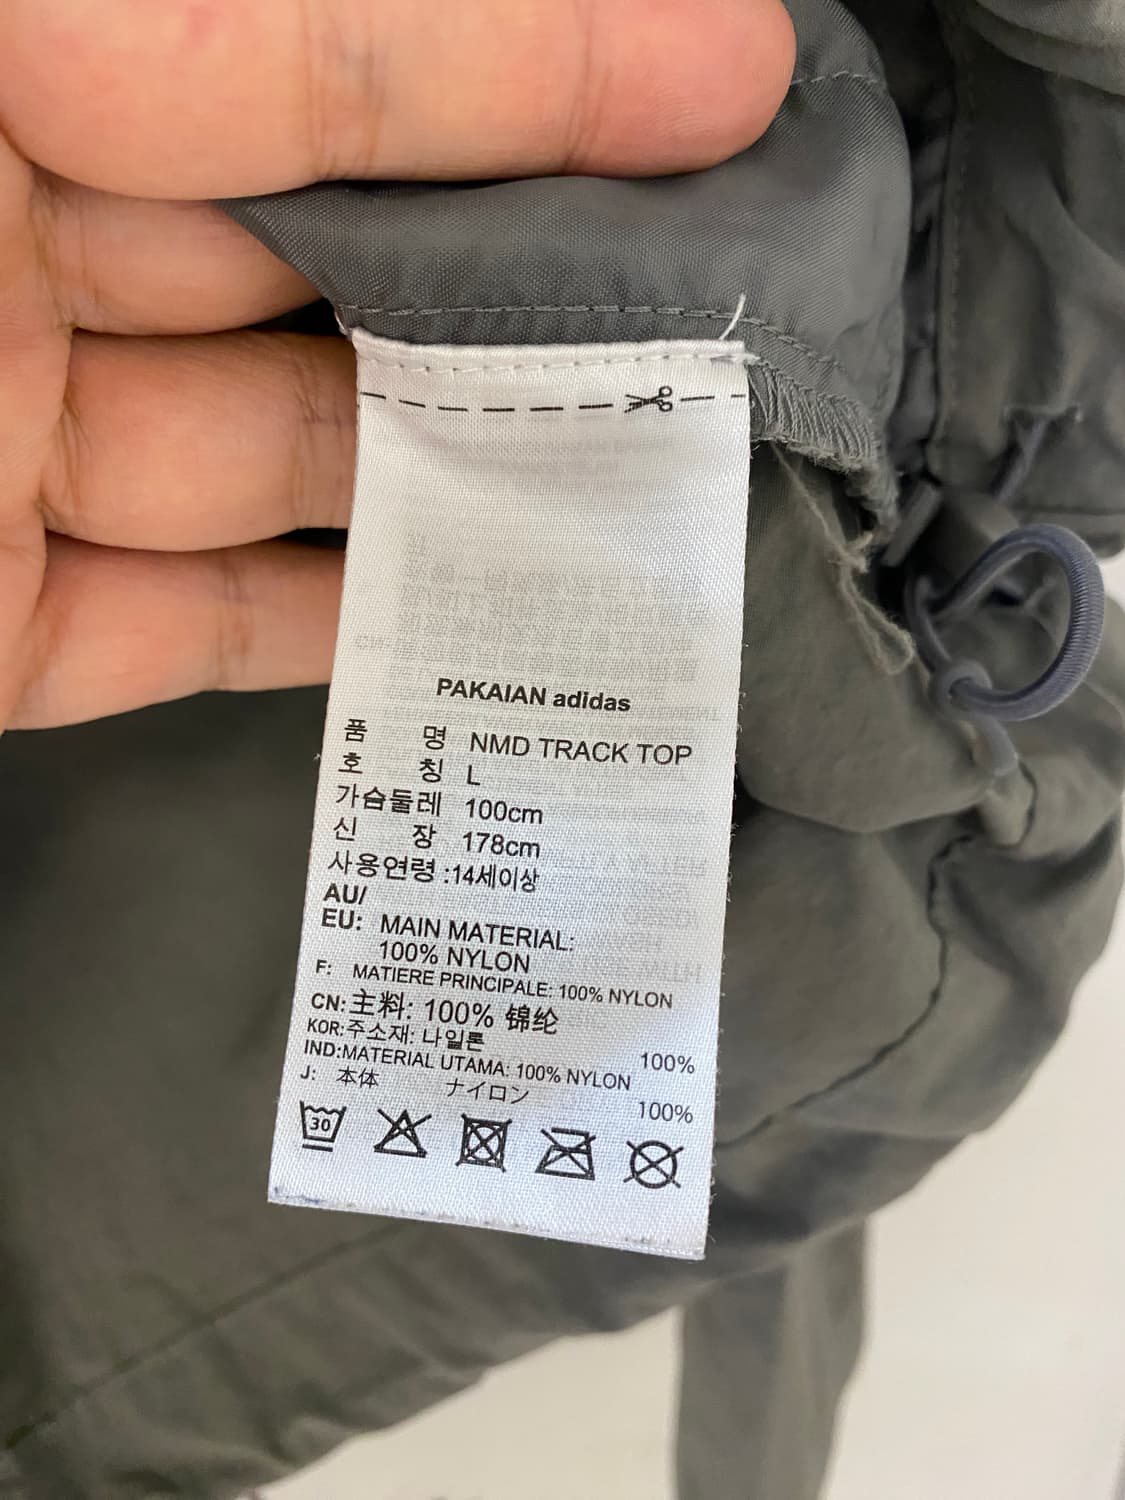 PAKAIAN adidas
품 명 NMD TRACK TOP
호 칭 L
가슴둘레 100cm
신 장 178cm
사용연령 :14세이상
AU/
EU: MAIN MATERIAL:
100% NYLON
F: MATIERE PRINCIPALE: 100% NYLON
CN: 主料: 100% 锦纶
KOR:주소재: 나일론 100%
IND:MATERIAL UTAMA: 100% NYLON
J: 本体 ナイロン 100%
30